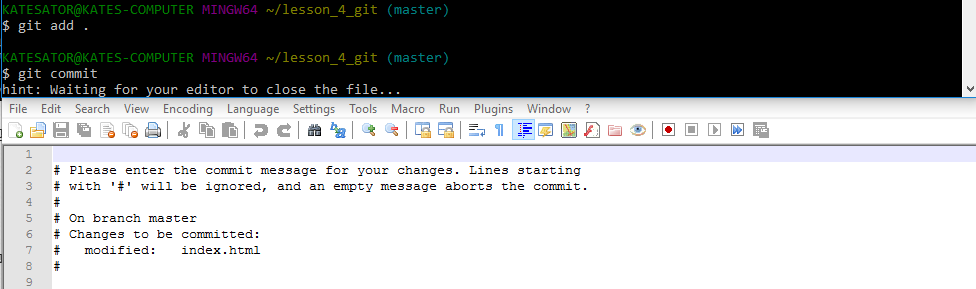 KATESATOR@KATES-COMPUTER MINGW64 ~/lesson_4_git (master)
$ git add .
KATESATOR@KATES-COMPUTER MINGW64 ~/lesson_4_git (master)
$ git commit
hint: Waiting for your editor to close the file...
File Edit Search View Encoding Language Settings Tools Macro Run Plugins Window ?
1
2 # Please enter the commit message for your changes. Lines starting
3 # with '#' will be ignored, and an empty message aborts the commit.
4 #
5 # On branch master
6 # Changes to be committed:
7 #   modified:   index.html
8 #
9